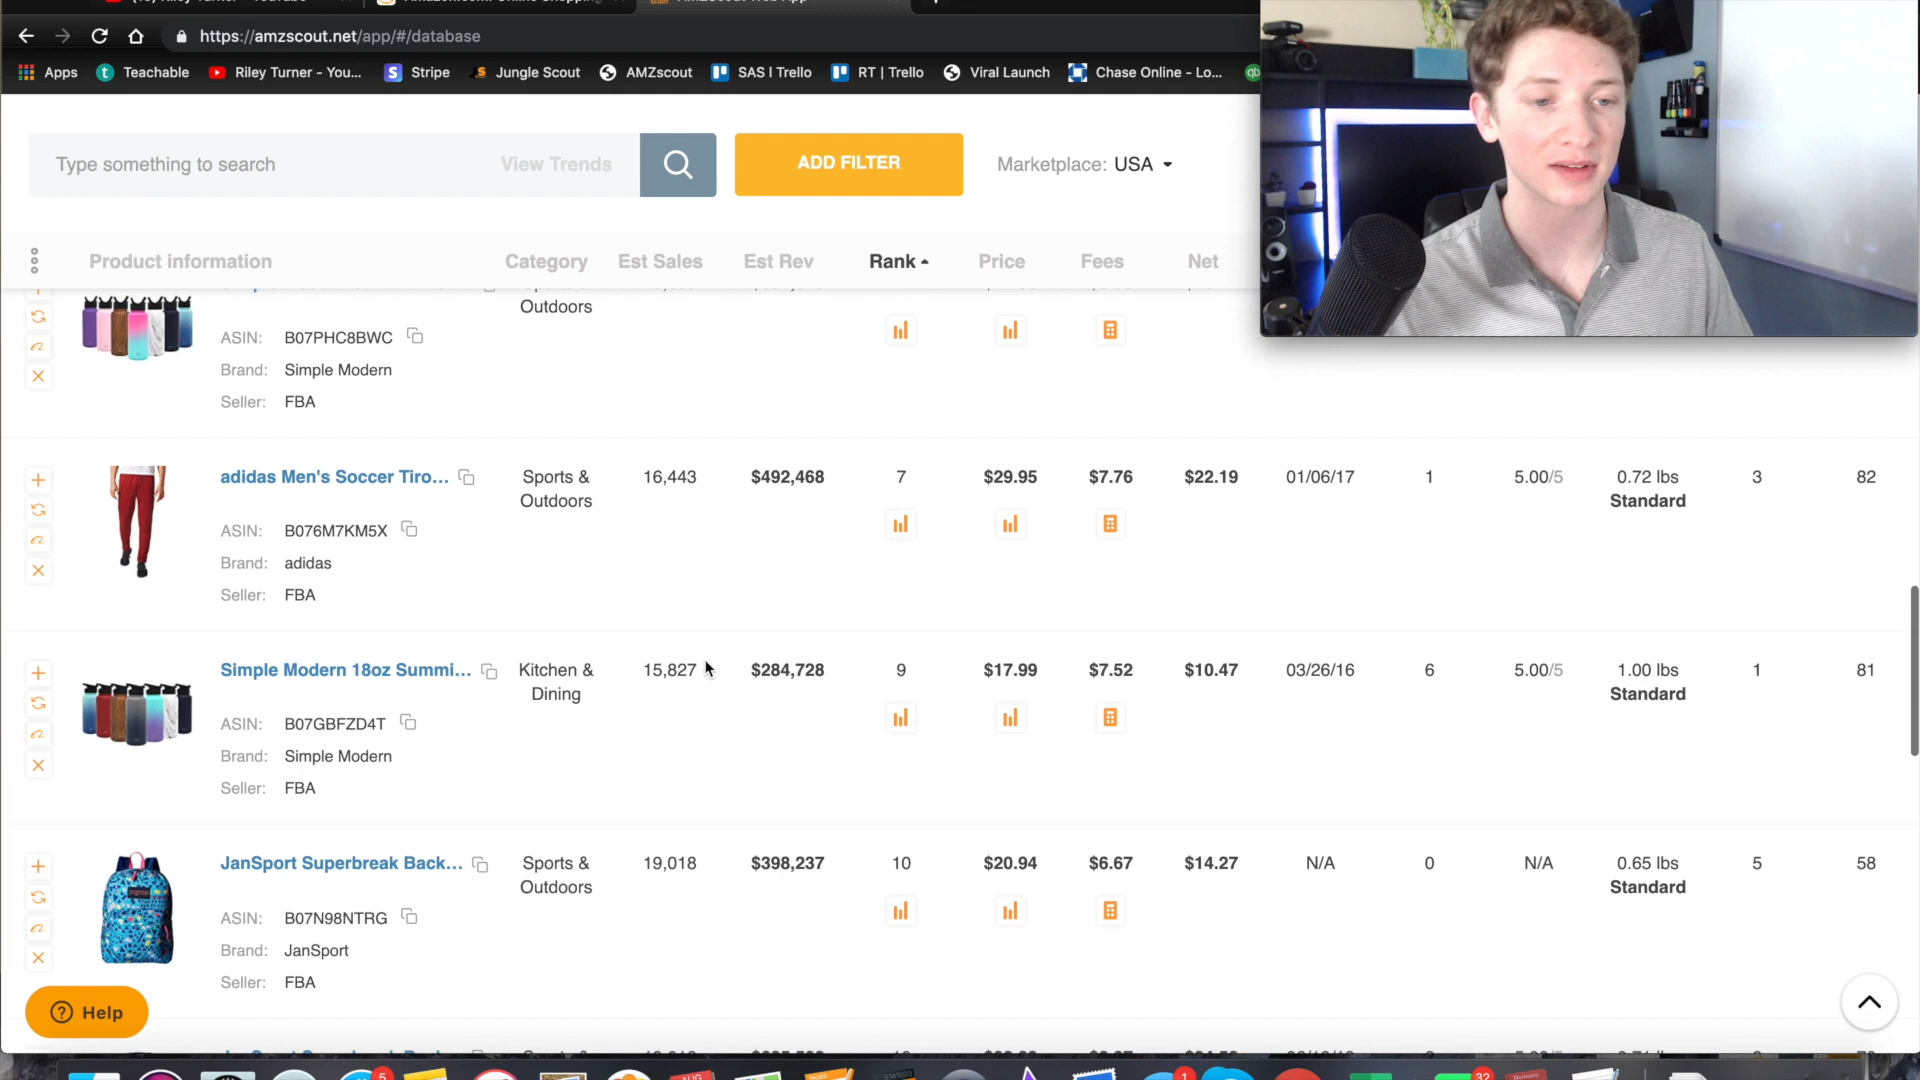 https://amzscout.net/app/#/database
Apps Teachable Riley Turner - You... Stripe Jungle Scout AMZscout SAS | Trello RT | Trello Viral Launch Chase Online - Lo... qb
Type something to search View Trends ADD FILTER Marketplace: USA
Product information Category Est Sales Est Rev Rank Price Fees Net
Outdoors
ASIN: B07PHC8BWC
Brand: Simple Modern
Seller: FBA
adidas Men's Soccer Tiro... Sports & 16,443 $492,468 7 $29.95 $7.76 $22.19 01/06/17 1 5.00/5 0.72 lbs 3 82
Outdoors Standard
ASIN: B076M7KM5X
Brand: adidas
Seller: FBA
Simple Modern 18oz Summi... Kitchen & 15,827 $284,728 9 $17.99 $7.52 $10.47 03/26/16 6 5.00/5 1.00 lbs 1 81
Dining Standard
ASIN: B07GBFZD4T
Brand: Simple Modern
Seller: FBA
JanSport Superbreak Back... Sports & 19,018 $398,237 10 $20.94 $6.67 $14.27 N/A 0 N/A 0.65 lbs 5 58
Outdoors Standard
ASIN: B07N98NTRG
Brand: JanSport
Seller: FBA
Help
5 AUG 1 32